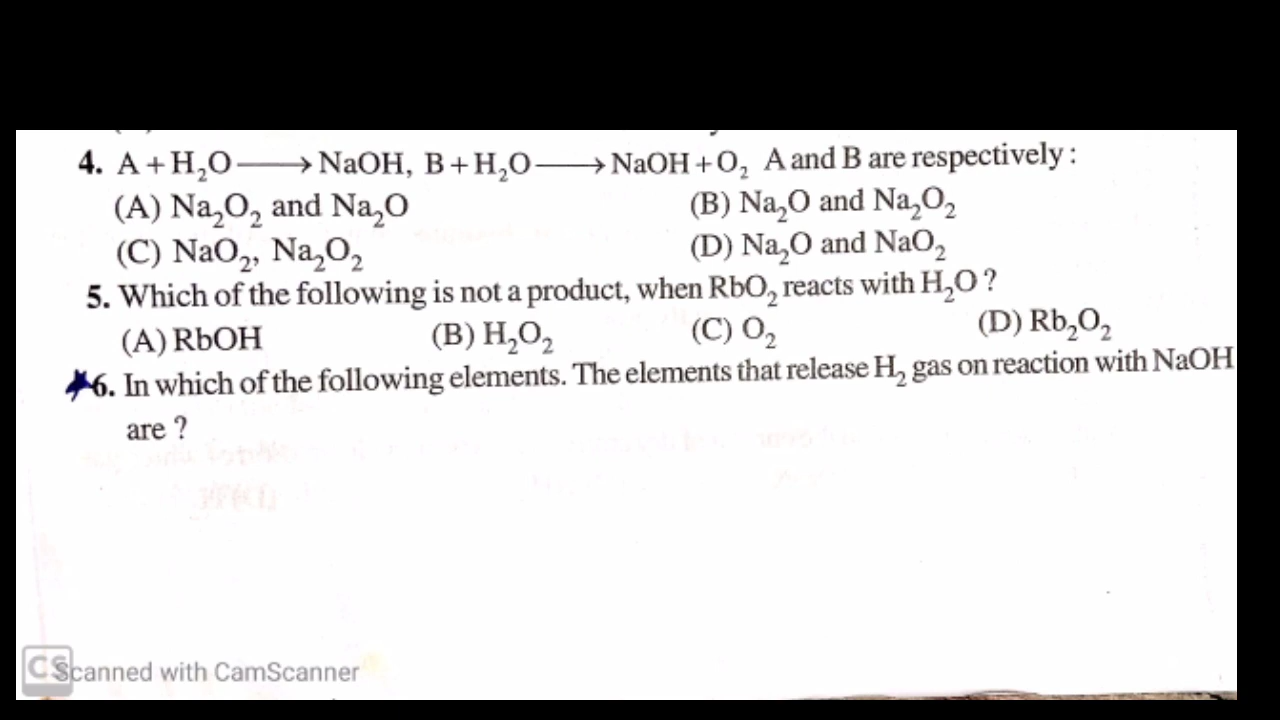 4. A + H₂O ⟶ NaOH, B + H₂O ⟶ NaOH + O₂ A and B are respectively :
(A) Na₂O₂ and Na₂O (B) Na₂O and Na₂O₂
(C) NaO₂, Na₂O₂ (D) Na₂O and NaO₂
5. Which of the following is not a product, when RbO₂ reacts with H₂O ?
(A) RbOH (B) H₂O₂ (C) O₂ (D) Rb₂O₂
6. In which of the following elements. The elements that release H₂ gas on reaction with NaOH
are ?
CS Scanned with CamScanner